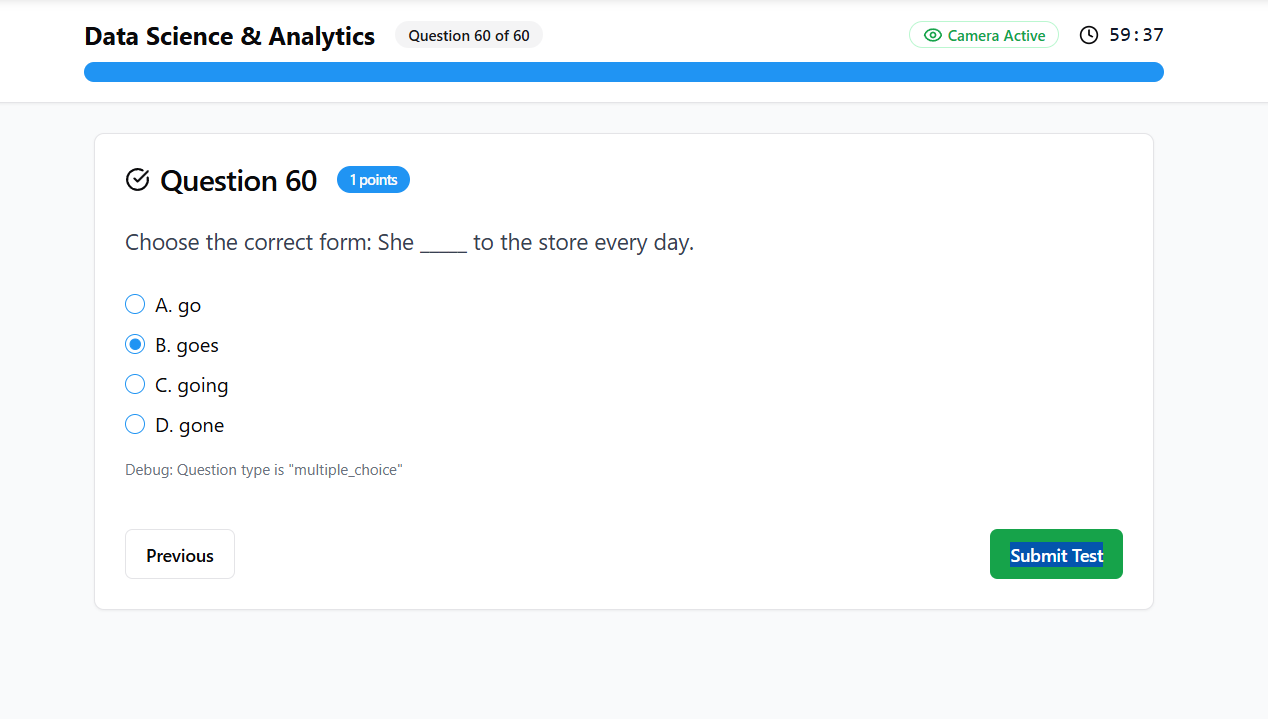 Data Science & Analytics
Question 60 of 60
Camera Active
59:37
Question 60
1 points
Choose the correct form: She _____ to the store every day.
A. go
B. goes
C. going
D. gone
Debug: Question type is "multiple_choice"
Previous
Submit Test